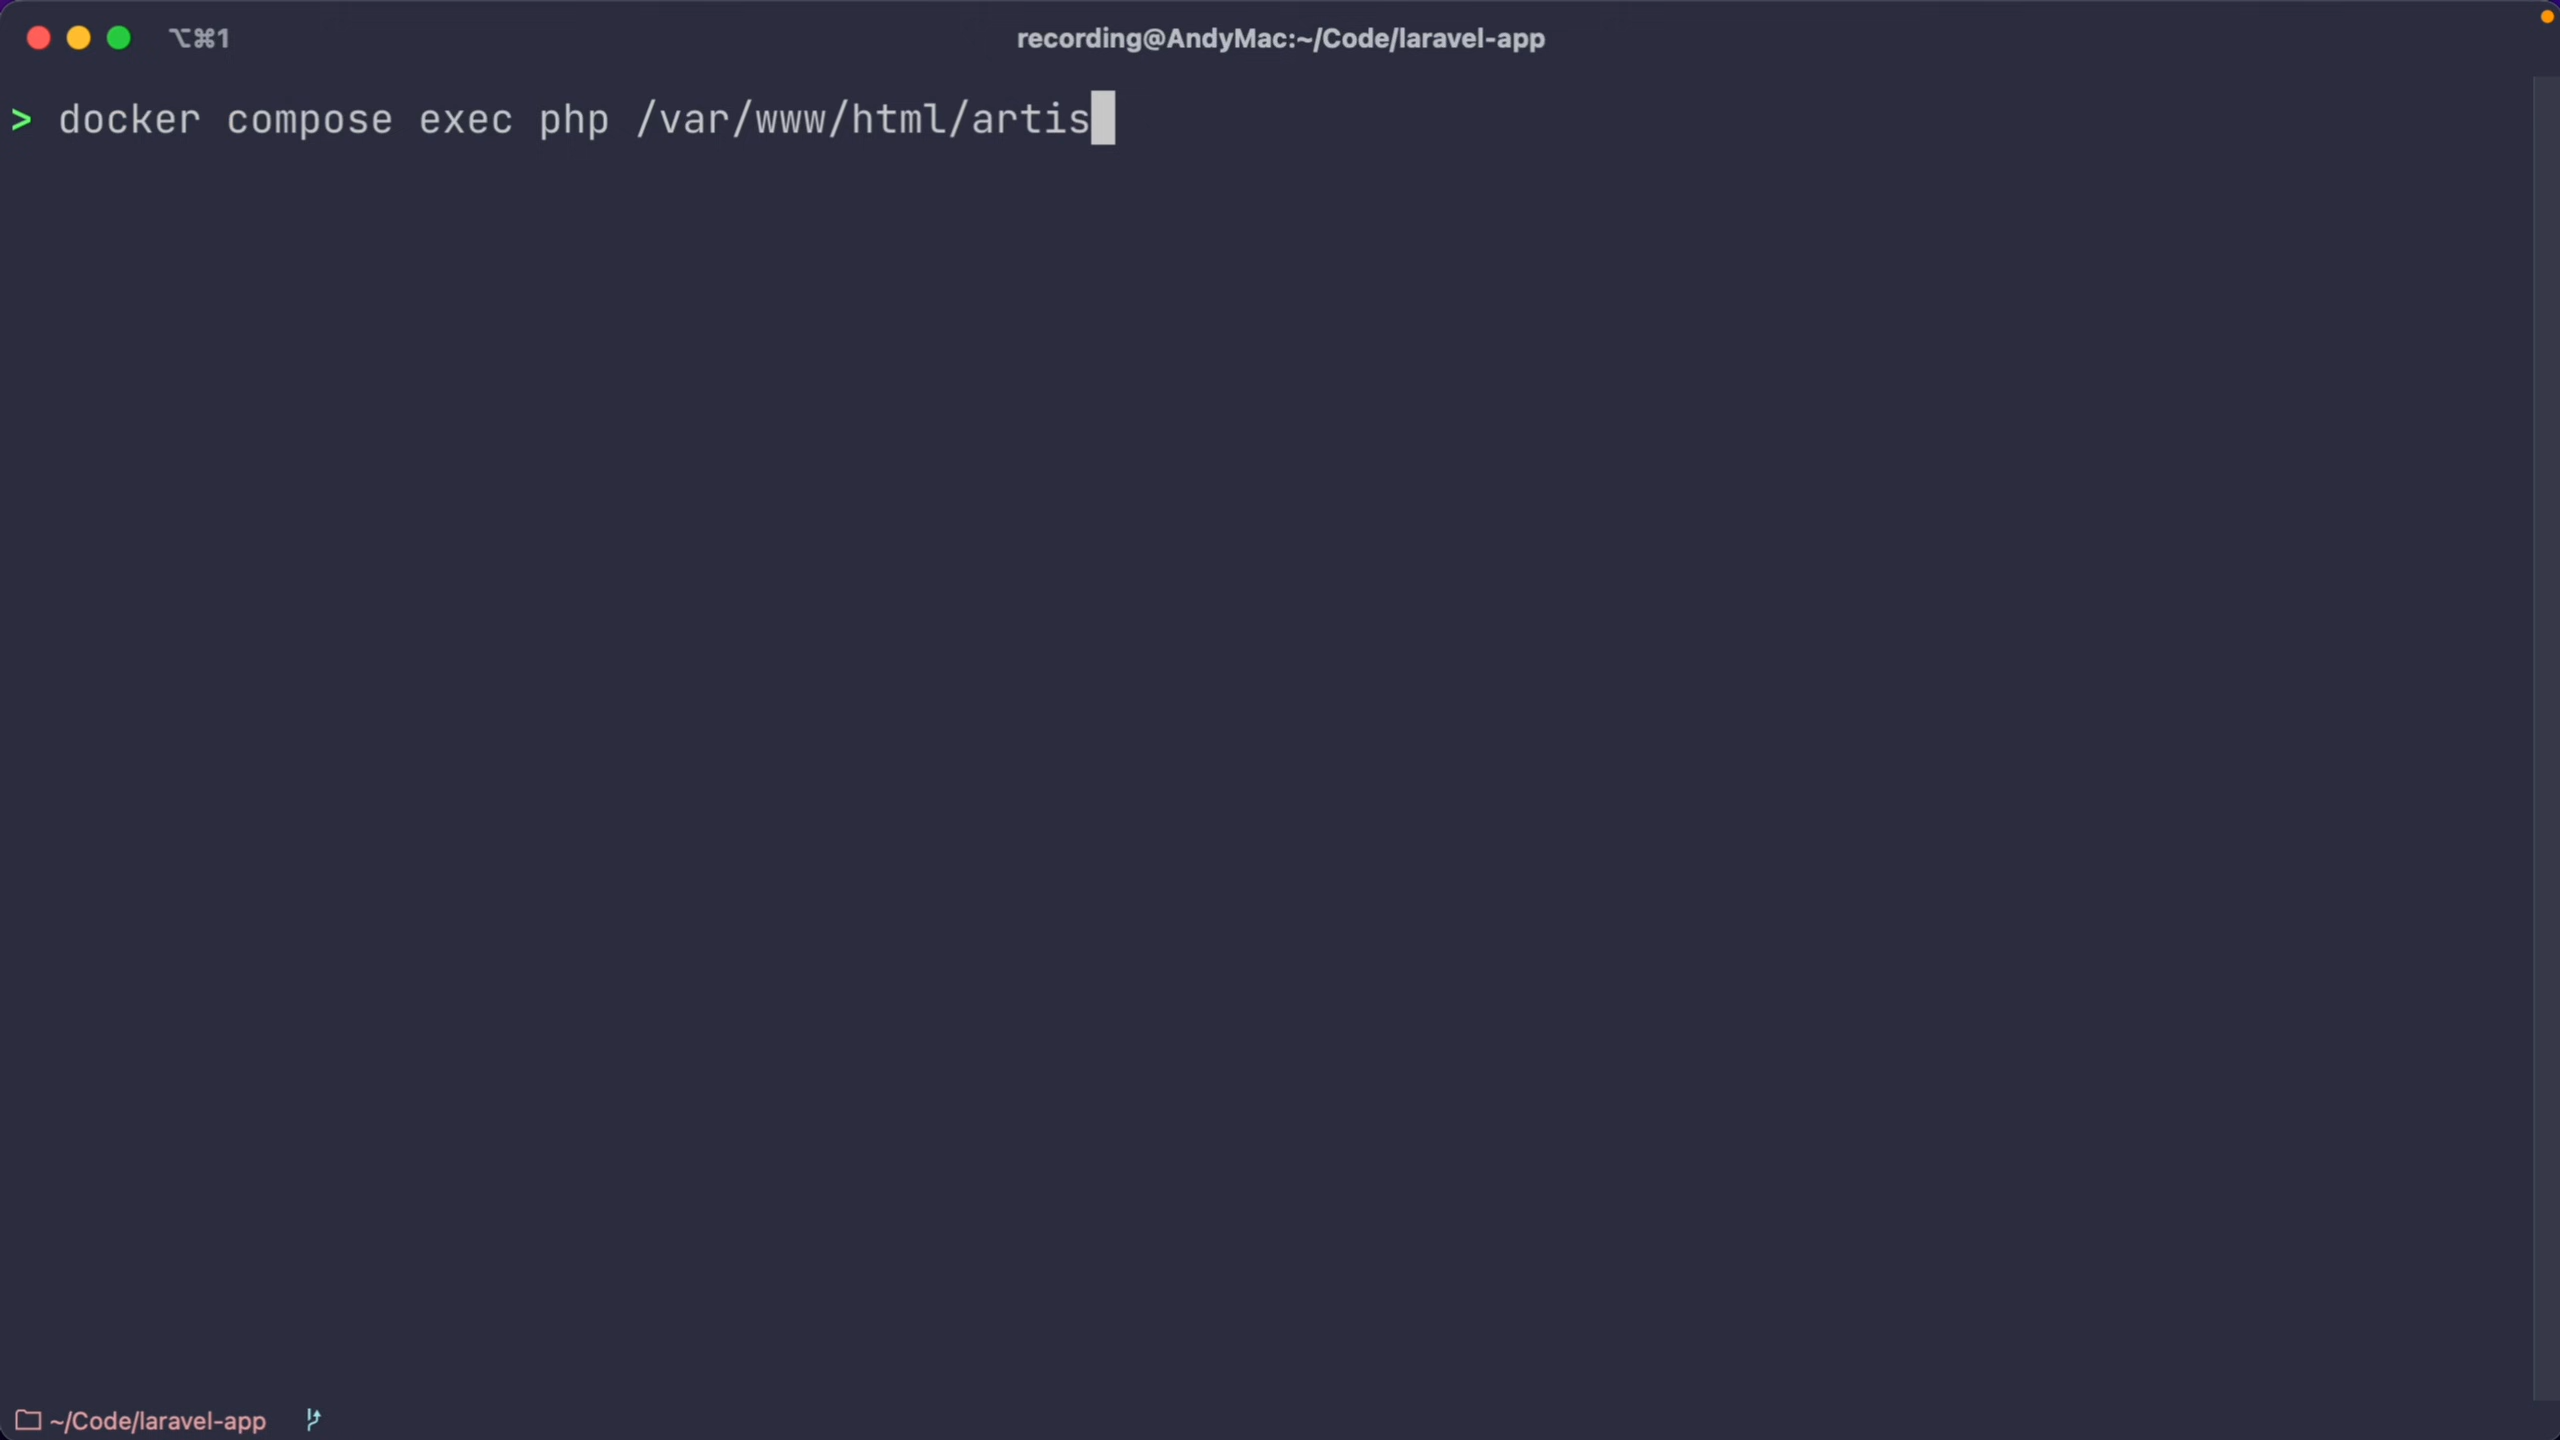 ⌥⌘1
recording@AndyMac:~/Code/laravel-app
> docker compose exec php /var/www/html/artis
~/Code/laravel-app